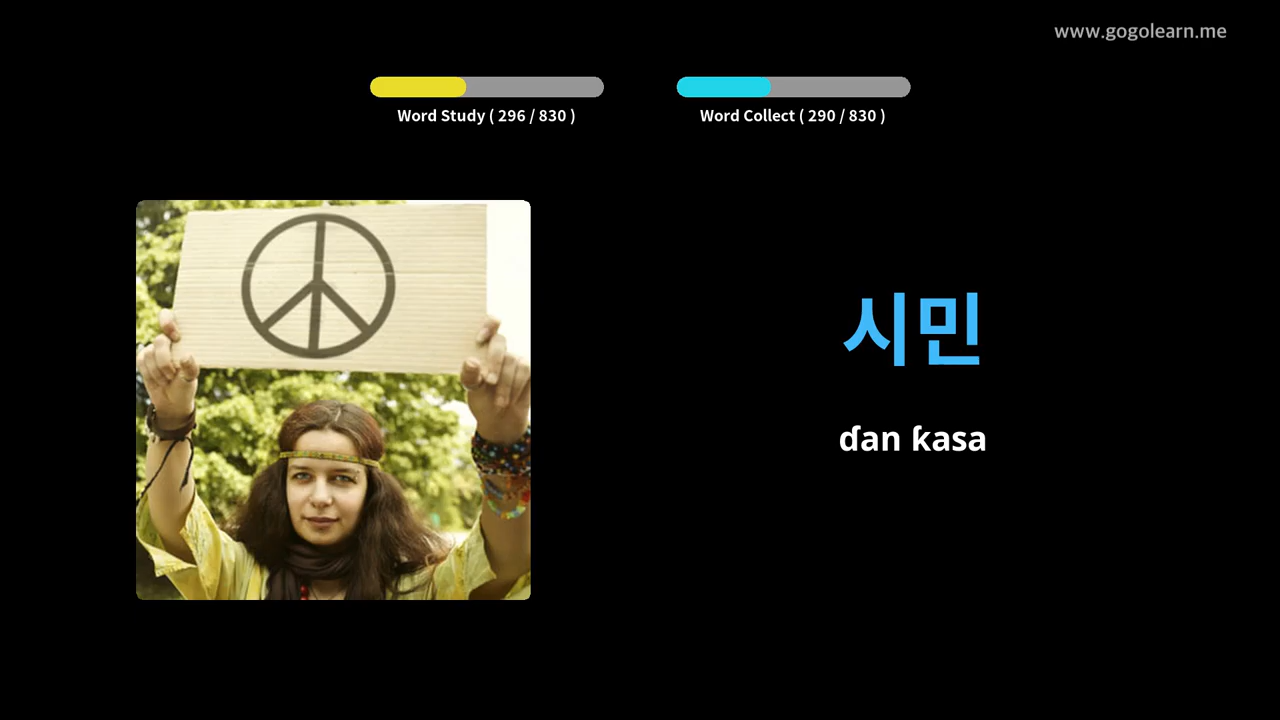 www.gogolearn.me
Word Study ( 296 / 830 )
Word Collect ( 290 / 830 )
시민
ɗan ƙasa